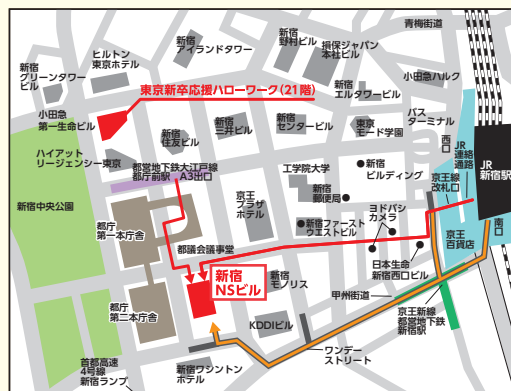 青梅街道
新宿
アイランドタワー
新宿
野村ビル
損保ジャパン
本社ビル
ヒルトン
東京ホテル
新宿
グリーンタワー
ビル
小田急ハルク
新宿
エルタワービル
東京新卒応援ハローワーク(21階)
小田急
第一生命ビル
バス
ターミナル
新宿
住友ビル
新宿
三井ビル
新宿
センタービル
東京
モード学園
西口
JR
連絡
通路
ハイアット
リージェンシー東京
都営地下鉄大江戸線
都庁前駅 A3出口
工学院大学
新宿
ビルディング
京王線
改札口
JR
新宿駅
新宿中央公園
京王
プラザ
ホテル
新宿
郵便局
ヨドバシ
カメラ
南口
都庁
第一本庁舎
新宿ファースト
ウエストビル
京王
百貨店
都議会議事堂
日本生命
新宿西口ビル
新宿
NSビル
新宿
モノリス
甲州街道
都庁
第二本庁舎
京王新線
都営地下鉄
新宿駅
KDDIビル
ワンデー
ストリート
首都高速
4号線
新宿ランプ
新宿ワシントン
ホテル